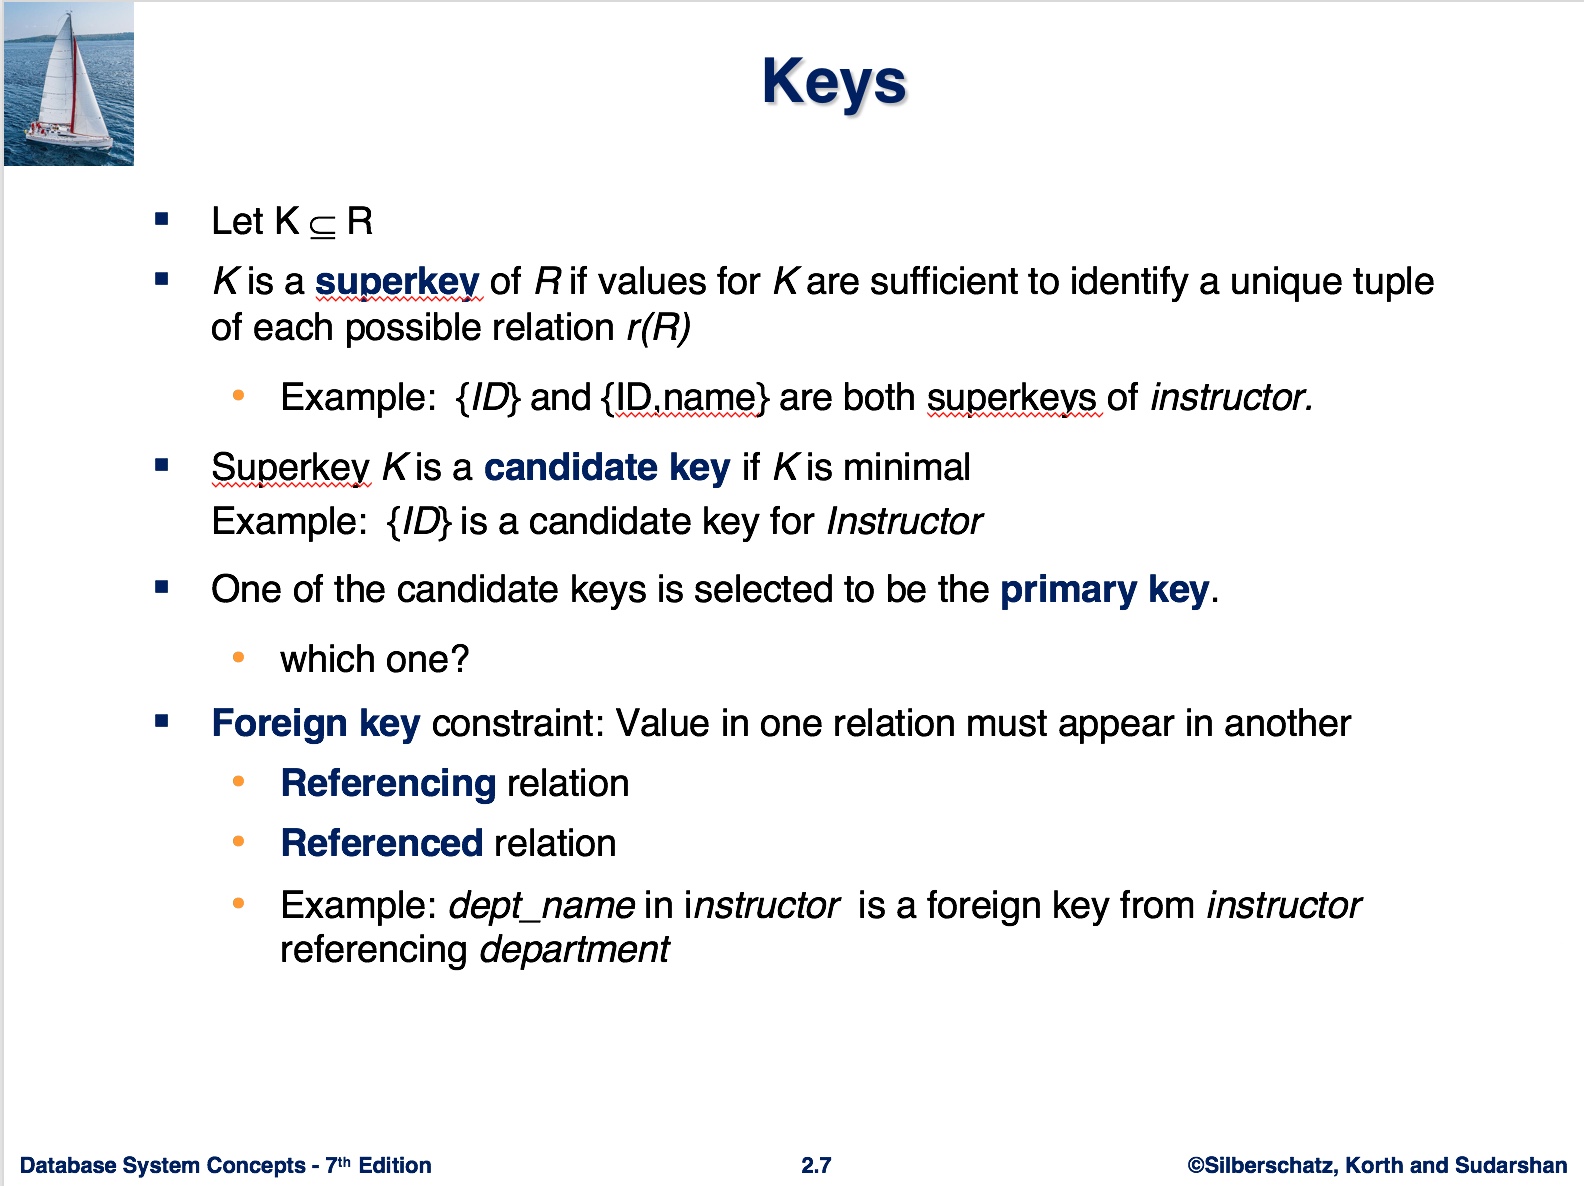 Keys
▪ Let K ⊆ R
▪ K is a superkey of R if values for K are sufficient to identify a unique tuple
of each possible relation r(R)
• Example: {ID} and {ID,name} are both superkeys of instructor.
▪ Superkey K is a candidate key if K is minimal
Example: {ID} is a candidate key for Instructor
▪ One of the candidate keys is selected to be the primary key.
• which one?
▪ Foreign key constraint: Value in one relation must appear in another
• Referencing relation
• Referenced relation
• Example: dept_name in instructor is a foreign key from instructor
referencing department
Database System Concepts - 7th Edition
2.7
©Silberschatz, Korth and Sudarshan